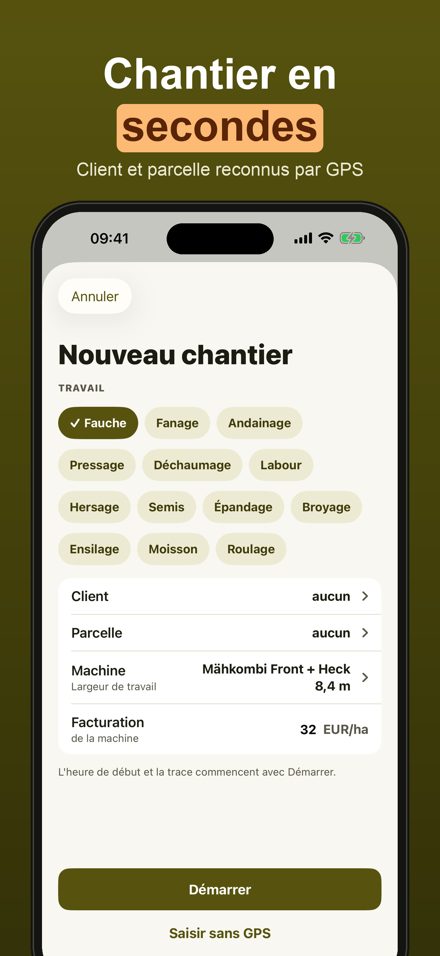 Chantier en
secondes
Client et parcelle reconnus par GPS
09:41
Annuler
Nouveau chantier
TRAVAIL
✓ Fauche
Fanage
Andainage
Pressage
Déchaumage
Labour
Hersage
Semis
Épandage
Broyage
Ensilage
Moisson
Roulage
Client aucun
Parcelle aucun
Machine Mähkombi Front + Heck
Largeur de travail 8,4 m
Facturation 32 EUR/ha
de la machine
L'heure de début et la trace commencent avec Démarrer.
Démarrer
Saisir sans GPS